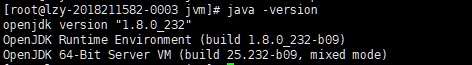 [root@lzy-2018211582-0003 jvm]# java -version
openjdk version "1.8.0_232"
OpenJDK Runtime Environment (build 1.8.0_232-b09)
OpenJDK 64-Bit Server VM (build 25.232-b09, mixed mode)